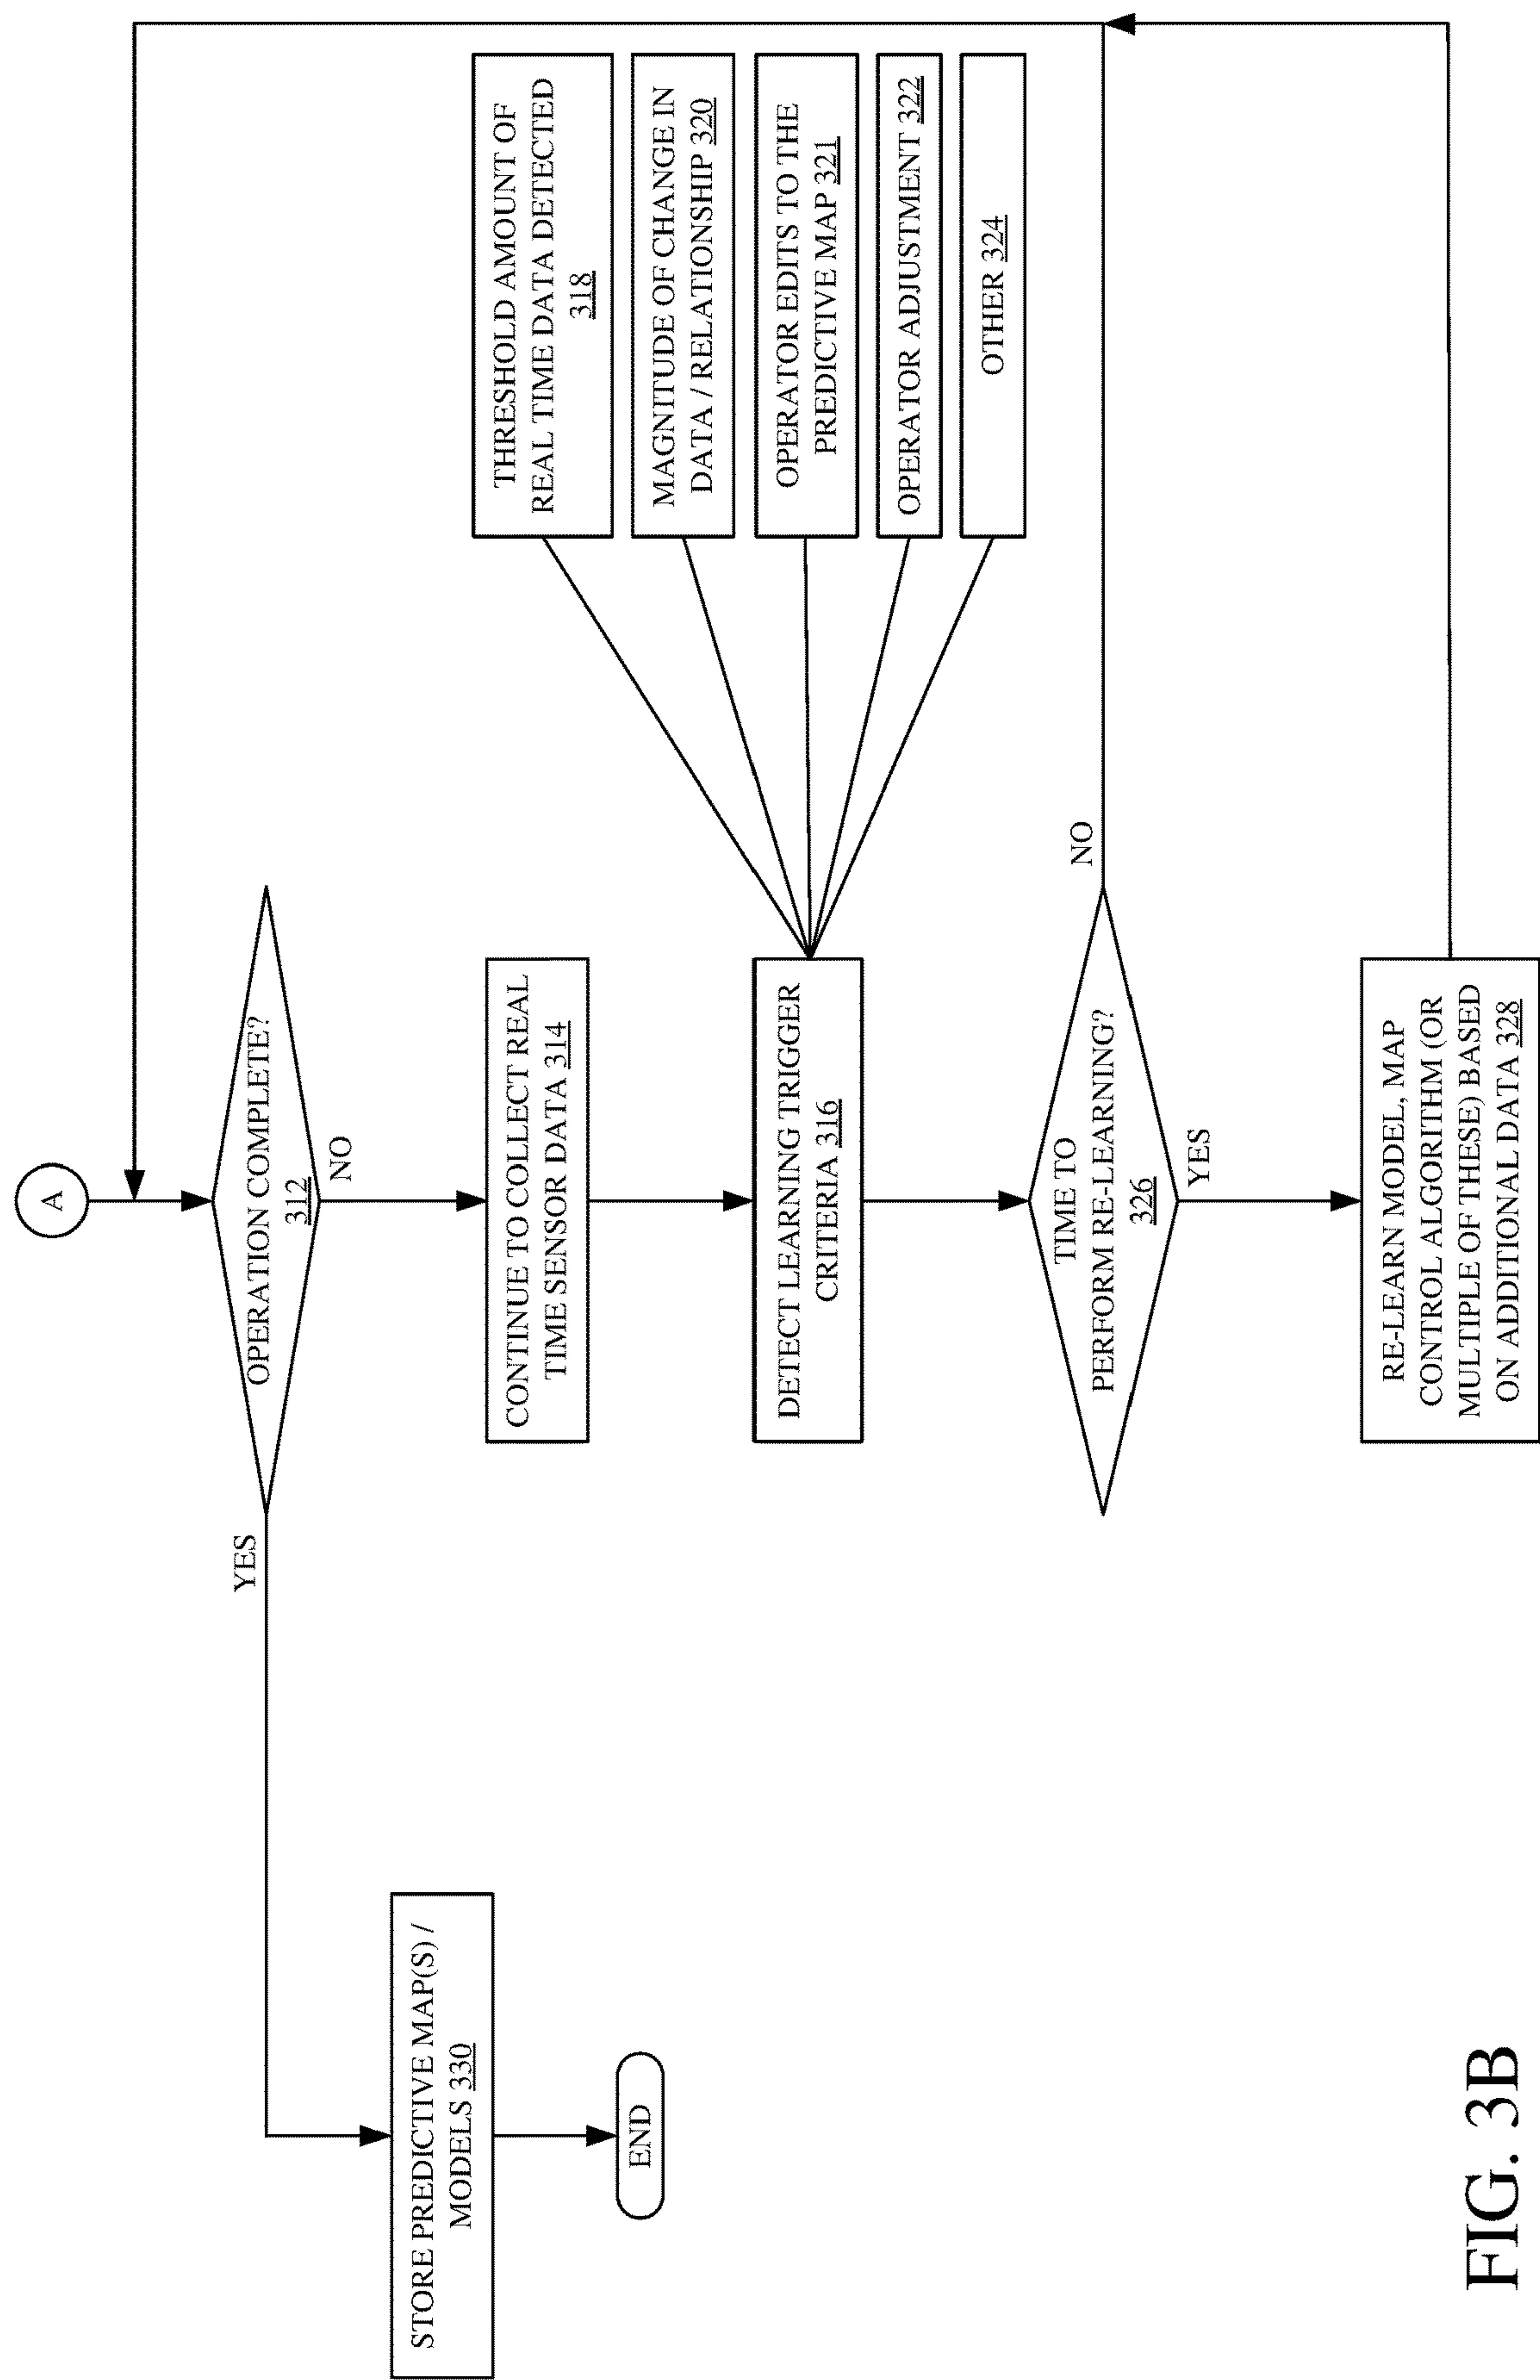 A
OPERATION COMPLETE?
312
YES
NO
CONTINUE TO COLLECT REAL
TIME SENSOR DATA 314
DETECT LEARNING TRIGGER
CRITERIA 316
THRESHOLD AMOUNT OF
REAL TIME DATA DETECTED
318
MAGNITUDE OF CHANGE IN
DATA / RELATIONSHIP 320
OPERATOR EDITS TO THE
PREDICTIVE MAP 321
OPERATOR ADJUSTMENT 322
OTHER 324
TIME TO
PERFORM RE-LEARNING?
326
NO
YES
RE-LEARN MODEL, MAP
CONTROL ALGORITHM (OR
MULTIPLE OF THESE) BASED
ON ADDITIONAL DATA 328
STORE PREDICTIVE MAP(S) /
MODELS 330
END
FIG. 3B